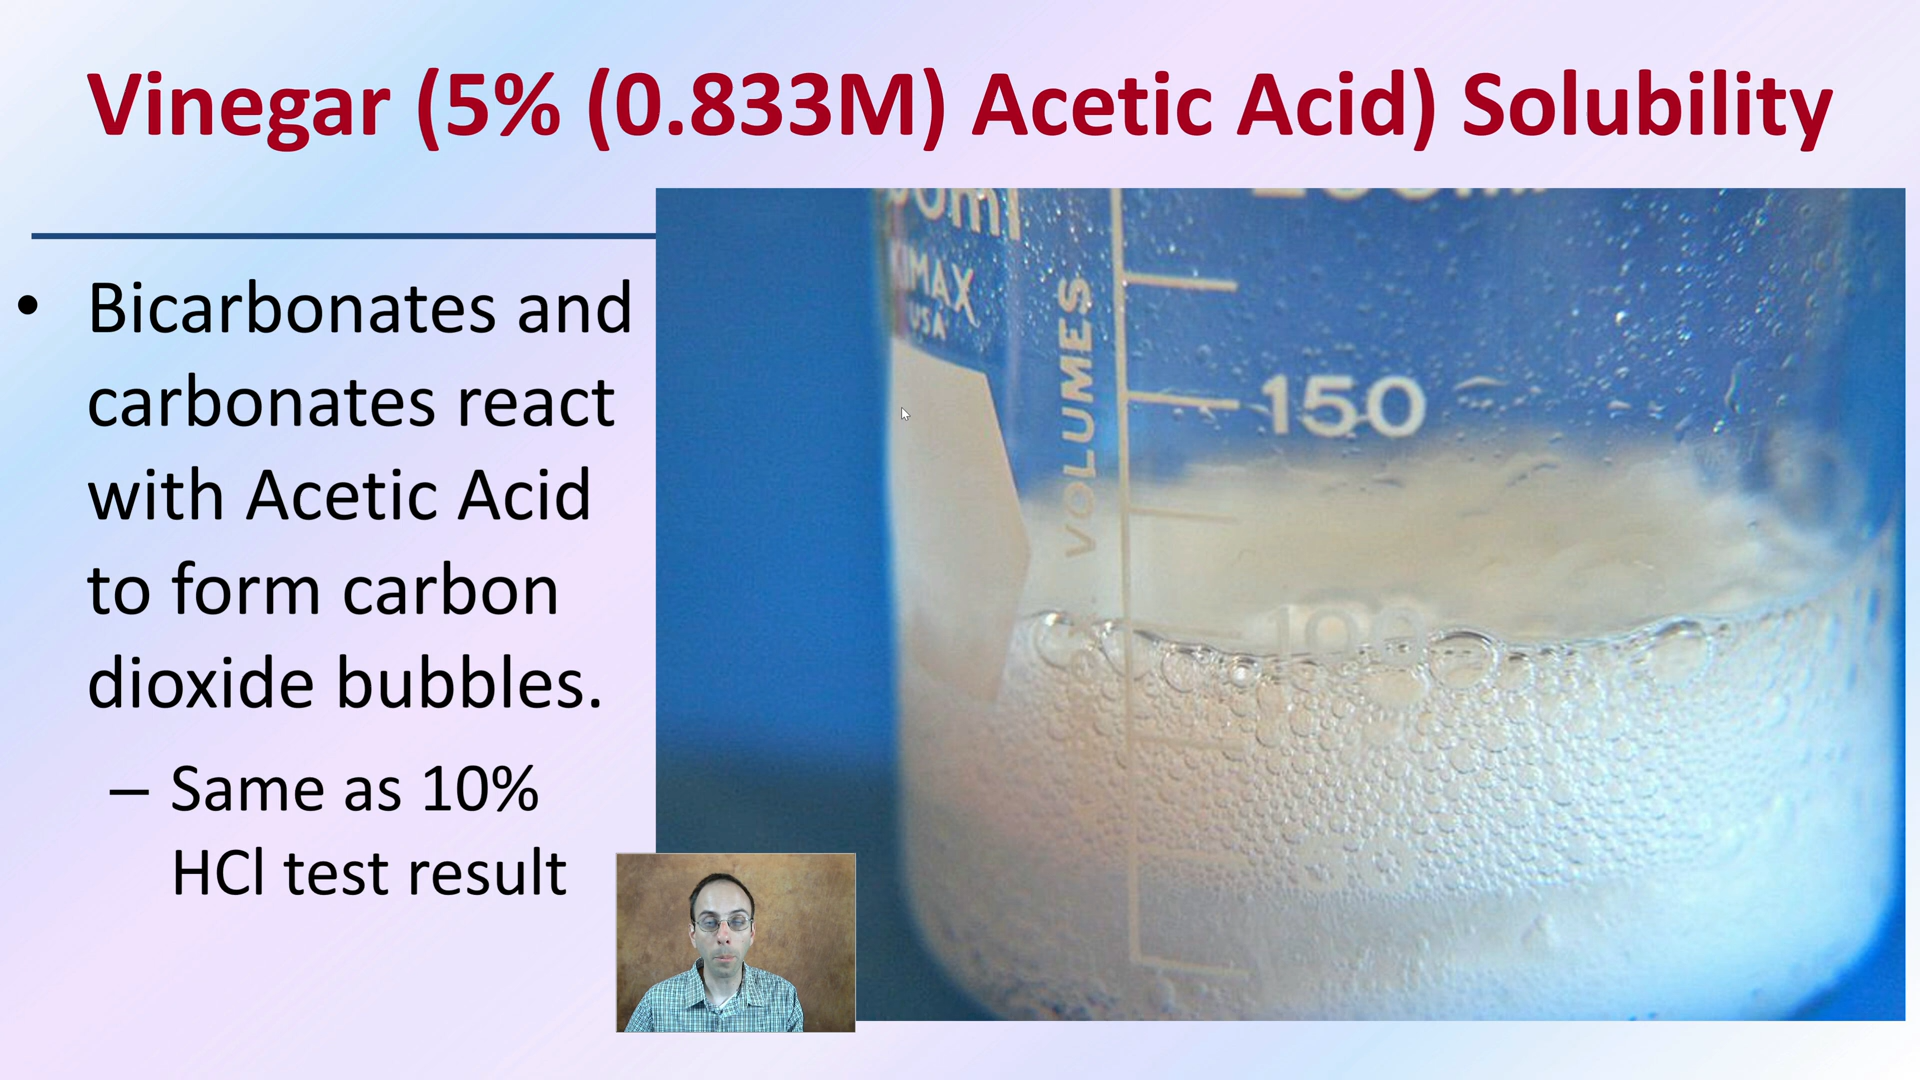 Vinegar (5% (0.833M) Acetic Acid) Solubility
• Bicarbonates and
carbonates react
with Acetic Acid
to form carbon
dioxide bubbles.
– Same as 10%
HCl test result
KIMAX
USA
VOLUMES
150
100